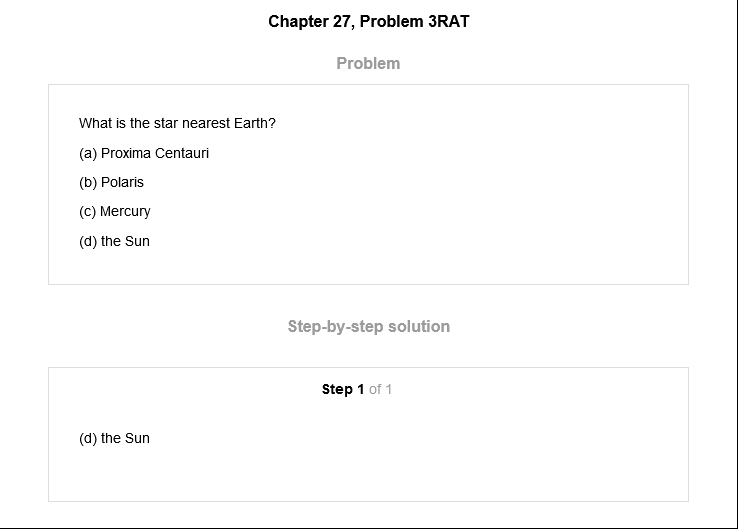 Chapter 27, Problem 3RAT
Problem
What is the star nearest Earth?
(a) Proxima Centauri
(b) Polaris
(c) Mercury
(d) the Sun
Step-by-step solution
Step 1 of 1
(d) the Sun